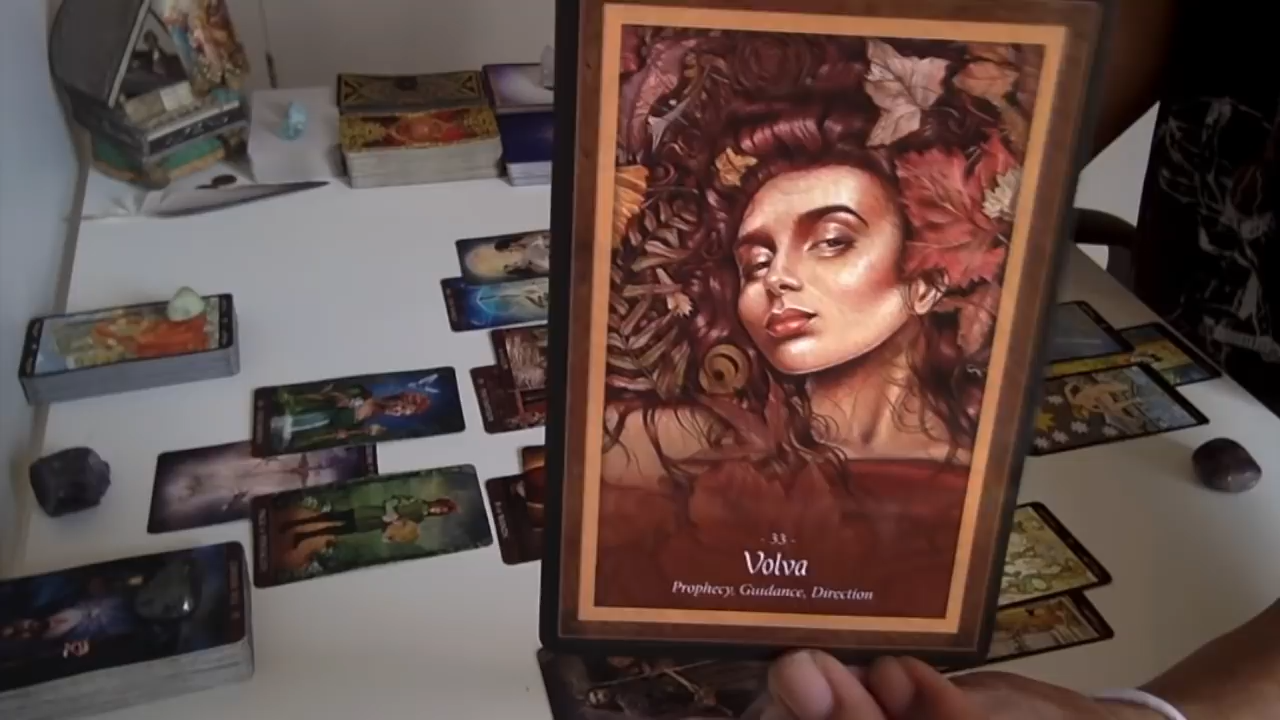 - 33 -
Volva
Prophecy, Guidance, Direction